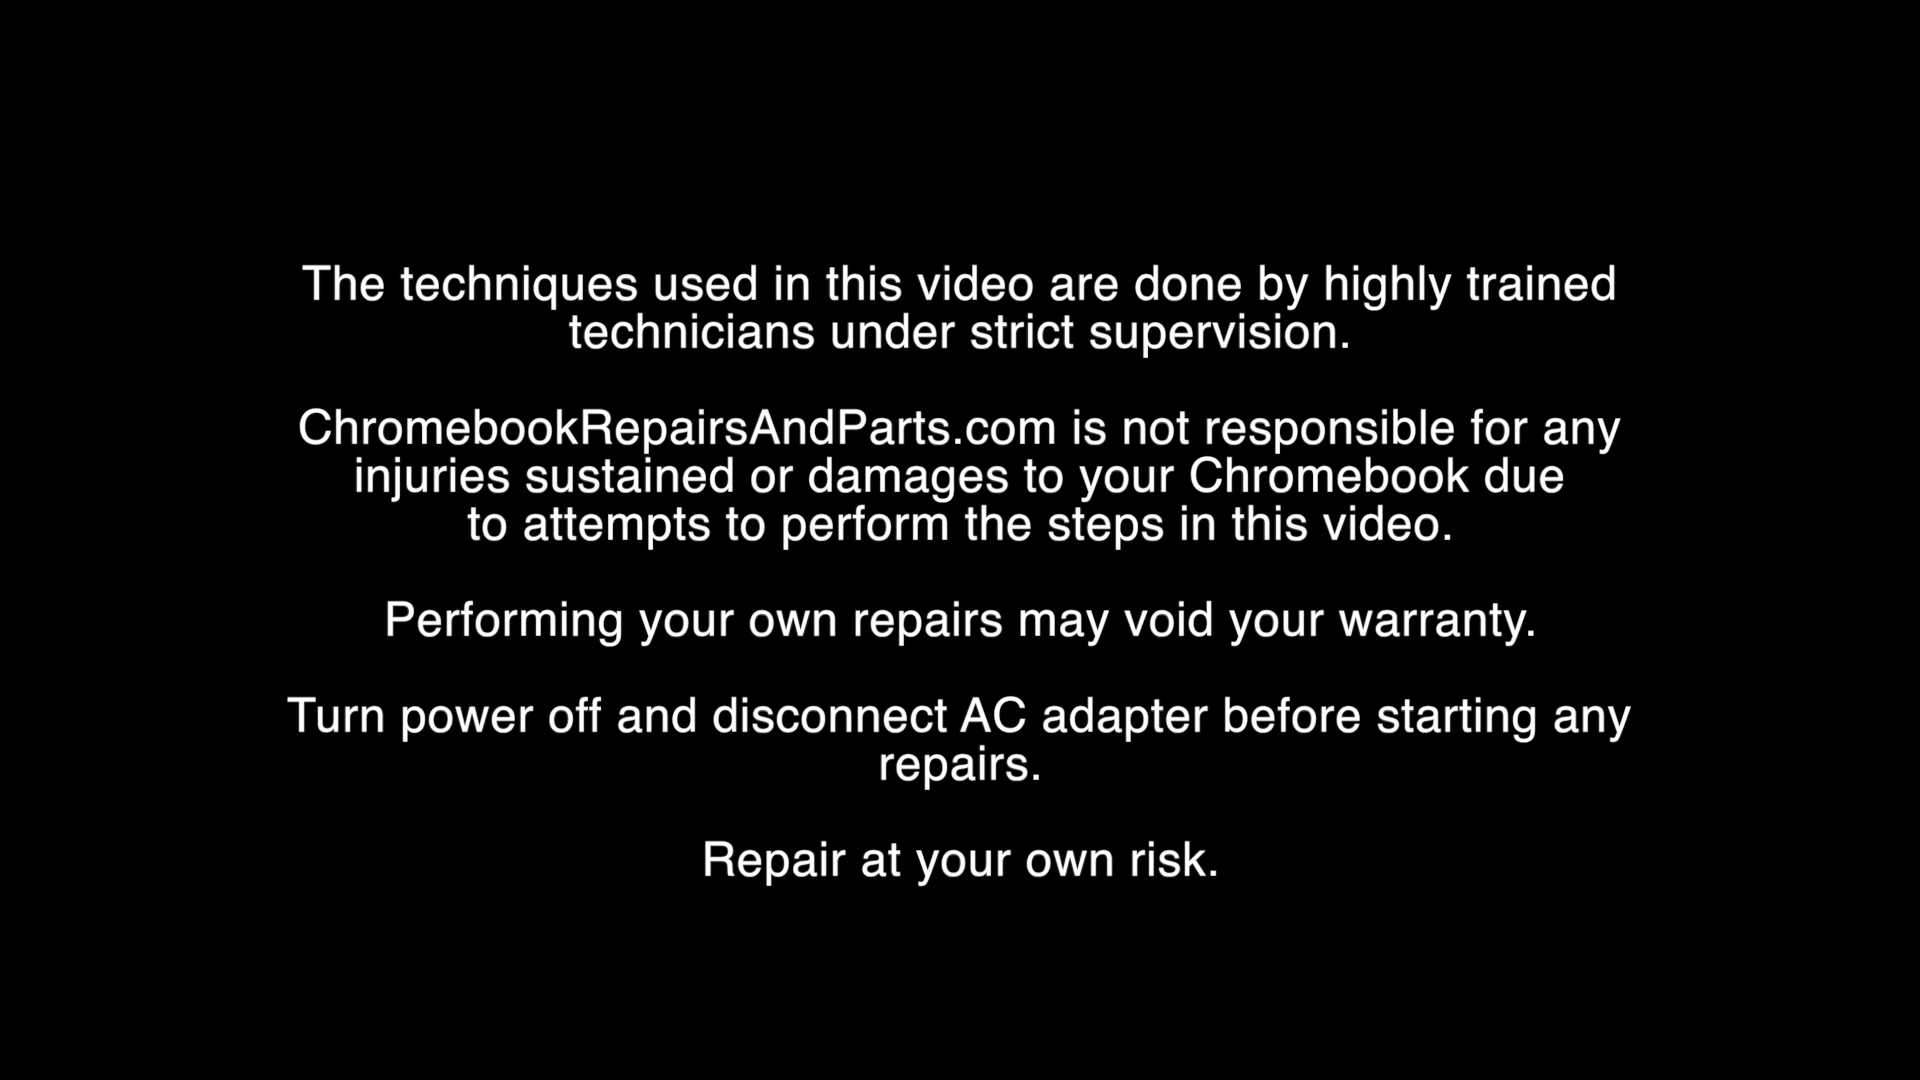 The techniques used in this video are done by highly trained
technicians under strict supervision.
ChromebookRepairsAndParts.com is not responsible for any
injuries sustained or damages to your Chromebook due
to attempts to perform the steps in this video.
Performing your own repairs may void your warranty.
Turn power off and disconnect AC adapter before starting any
repairs.
Repair at your own risk.